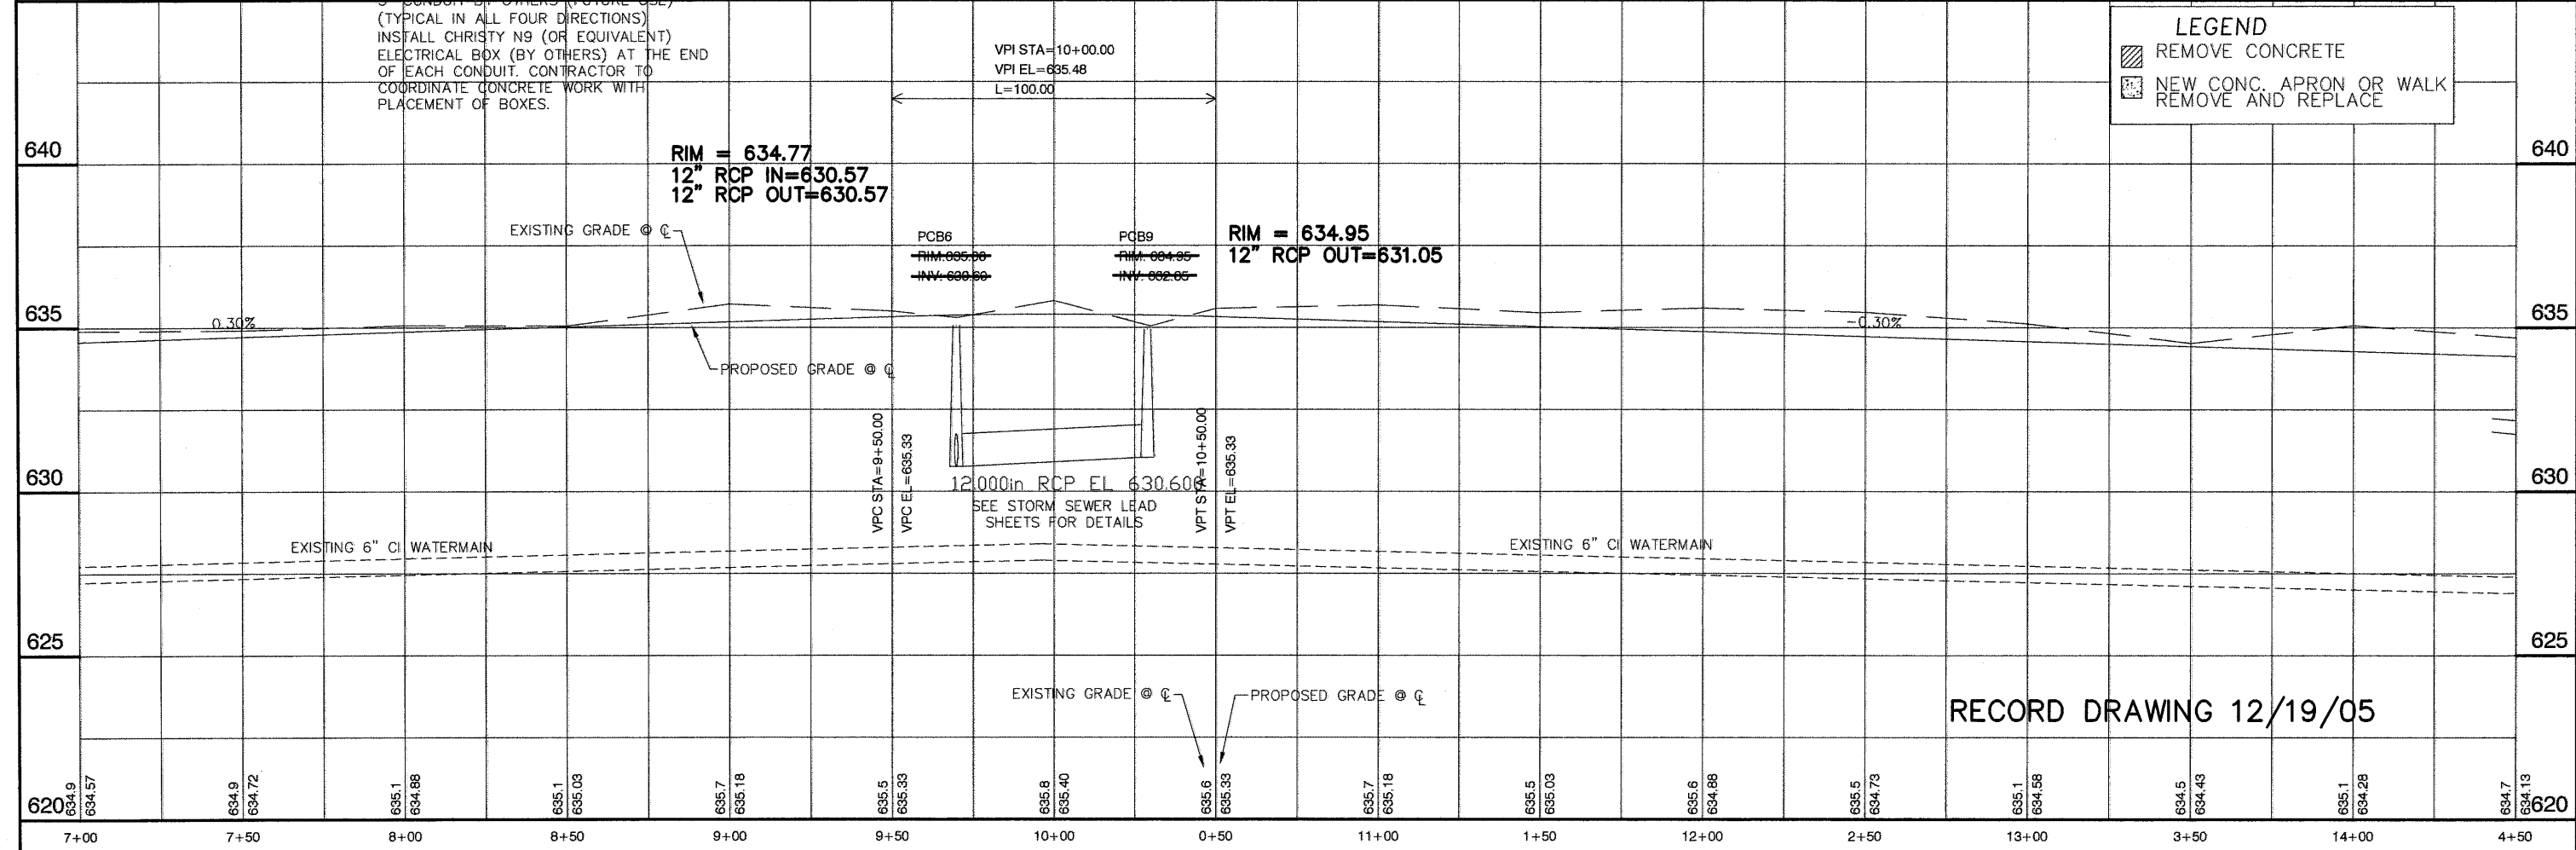 (TYPICAL IN ALL FOUR DIRECTIONS)
INSTALL CHRISTY N9 (OR EQUIVALENT)
ELECTRICAL BOX (BY OTHERS) AT THE END
OF EACH CONDUIT. CONTRACTOR TO
COORDINATE CONCRETE WORK WITH
PLACEMENT OF BOXES.
VPI STA=10+00.00
VPI EL=635.48
L=100.00
LEGEND
REMOVE CONCRETE
NEW CONC. APRON OR WALK
REMOVE AND REPLACE
640
640
RIM = 634.77
12" RCP IN=630.57
12" RCP OUT=630.57
EXISTING GRADE @ ℄
PCB6
PCB9
RIM: 634.95
INV: 632.05
RIM = 634.95
12" RCP OUT=631.05
635
0.30%
-0.30%
635
PROPOSED GRADE @ ℄
VPC STA=9+50.00
VPC EL=635.33
VPT STA=10+50.00
VPT EL=635.33
630
630
12.000in RCP EL 630.600
SEE STORM SEWER LEAD
SHEETS FOR DETAILS
EXISTING 6" CI WATERMAIN
EXISTING 6" CI WATERMAIN
625
625
EXISTING GRADE @ ℄
PROPOSED GRADE @ ℄
RECORD DRAWING 12/19/05
620
634.9
634.57
634.9
634.72
635.1
634.88
635.1
635.03
635.7
635.18
635.5
635.33
635.8
635.40
635.6
635.33
635.7
635.18
635.5
635.03
635.6
634.88
635.5
634.73
635.1
634.58
634.5
634.43
635.1
634.28
634.7
634.13
620
7+00
7+50
8+00
8+50
9+00
9+50
10+00
0+50
11+00
1+50
12+00
2+50
13+00
3+50
14+00
4+50